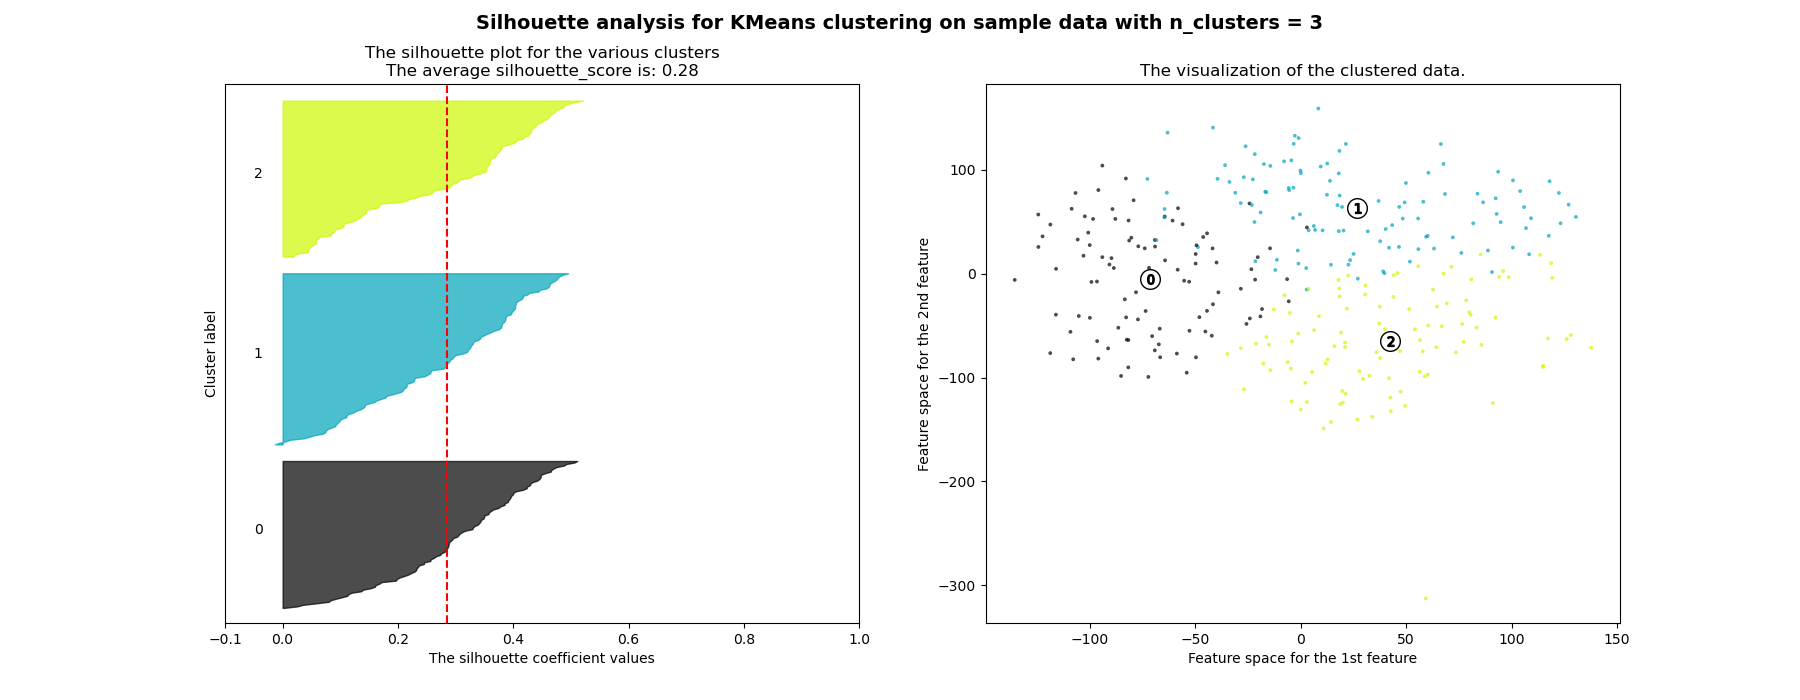 Silhouette analysis for KMeans clustering on sample data with n_clusters = 3
The silhouette plot for the various clusters
The average silhouette_score is: 0.28
2
1
0
Cluster label
−0.1 0.0 0.2 0.4 0.6 0.8 1.0
The silhouette coefficient values
The visualization of the clustered data.
100
0
−100
−200
−300
Feature space for the 2nd feature
1
0
2
−100 −50 0 50 100 150
Feature space for the 1st feature